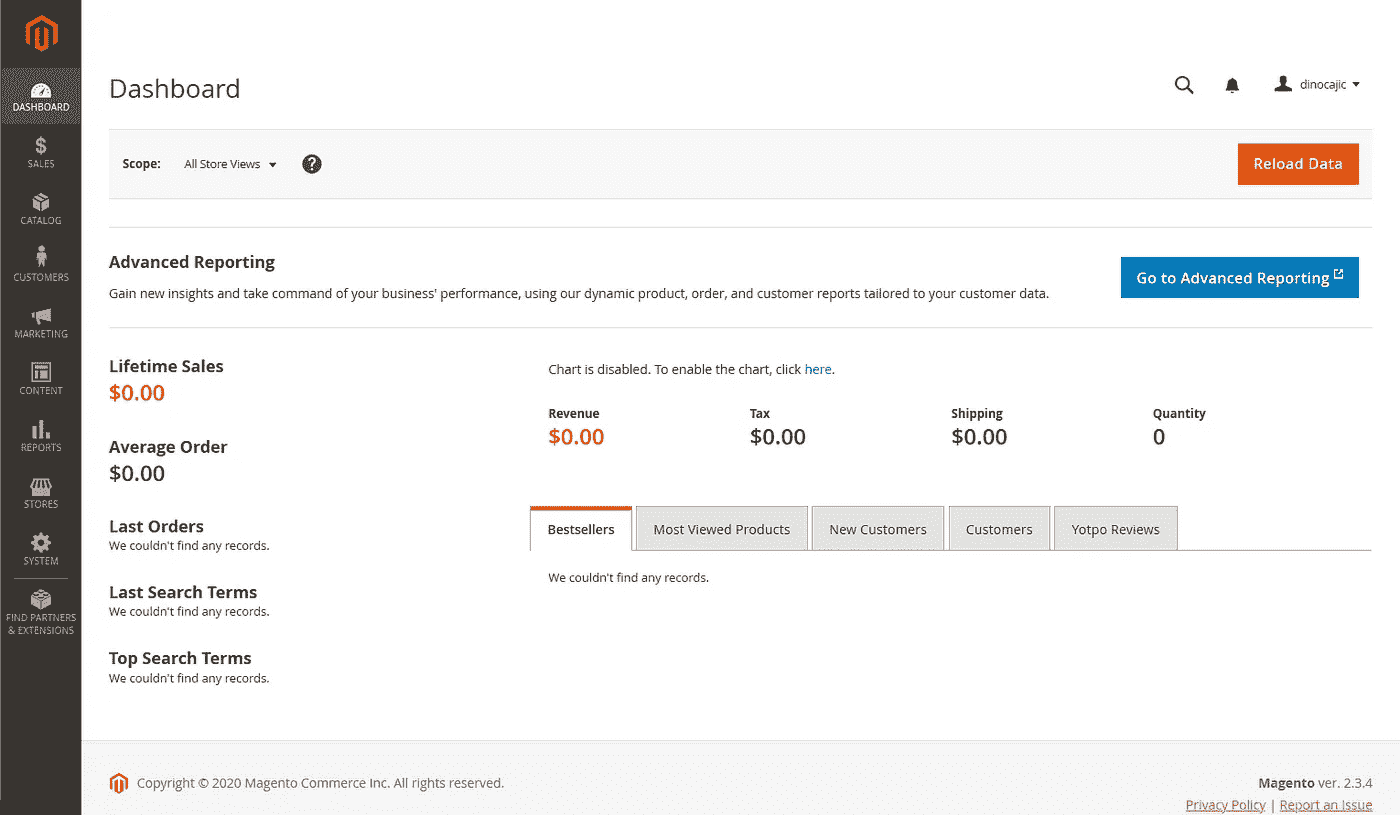 DASHBOARD
SALES
CATALOG
CUSTOMERS
MARKETING
CONTENT
REPORTS
STORES
SYSTEM
FIND PARTNERS
& EXTENSIONS
Dashboard
dinocajic
Scope: All Store Views ?
Reload Data
Advanced Reporting
Gain new insights and take command of your business' performance, using our dynamic product, order, and customer reports tailored to your customer data.
Go to Advanced Reporting
Lifetime Sales
$0.00
Average Order
$0.00
Last Orders
We couldn't find any records.
Last Search Terms
We couldn't find any records.
Top Search Terms
We couldn't find any records.
Chart is disabled. To enable the chart, click here.
Revenue Tax Shipping Quantity
$0.00 $0.00 $0.00 0
Bestsellers Most Viewed Products New Customers Customers Yotpo Reviews
We couldn't find any records.
Copyright © 2020 Magento Commerce Inc. All rights reserved.
Magento ver. 2.3.4
Privacy Policy | Report an Issue